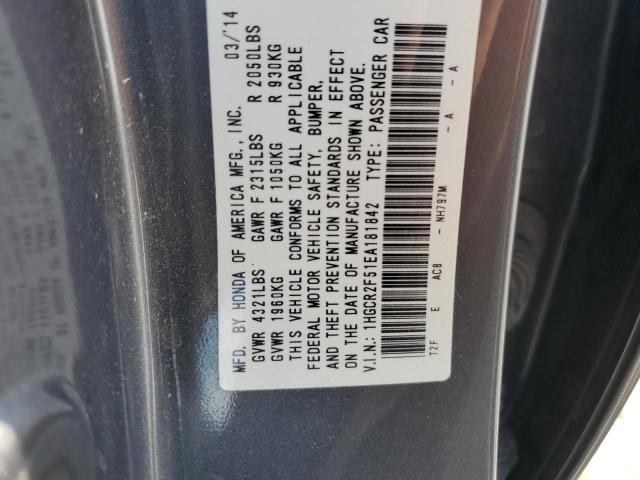 MFD. BY HONDA OF AMERICA MFG., INC. 03/'14
GVWR 4321LBS GAWR F 2315LBS R 2050LBS
GVWR 1960KG GAWR F 1050KG R 930KG
THIS VEHICLE CONFORMS TO ALL APPLICABLE
FEDERAL MOTOR VEHICLE SAFETY, BUMPER,
AND THEFT PREVENTION STANDARDS IN EFFECT
ON THE DATE OF MANUFACTURE SHOWN ABOVE.
V.I.N.: 1HGCR2F51EA181842 TYPE: PASSENGER CAR
T2F E AC8 - NH797M - A - A